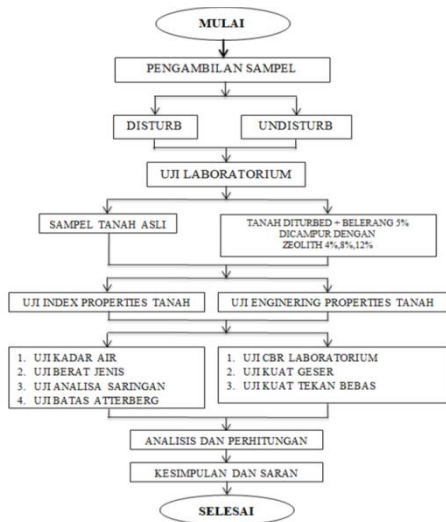 MULAI
PENGAMBILAN SAMPEL
DISTURB
UNDISTURB
UJI LABORATORIUM
SAMPEL TANAH ASLI
TANAH DITURBED + BELERANG 5%
DICAMPUR DENGAN
ZEOLITH 4%,8%,12%
UJI INDEX PROPERTIES TANAH
UJI ENGINERING PROPERTIES TANAH
1. UJI KADAR AIR
2. UJI BERAT JENIS
3. UJI ANALISA SARINGAN
4. UJI BATAS ATTERBERG
1. UJI CBR LABORATORIUM
2. UJI KUAT GESER
3. UJI KUAT TEKAN BEBAS
ANALISIS DAN PERHITUNGAN
KESIMPULAN DAN SARAN
SELESAI